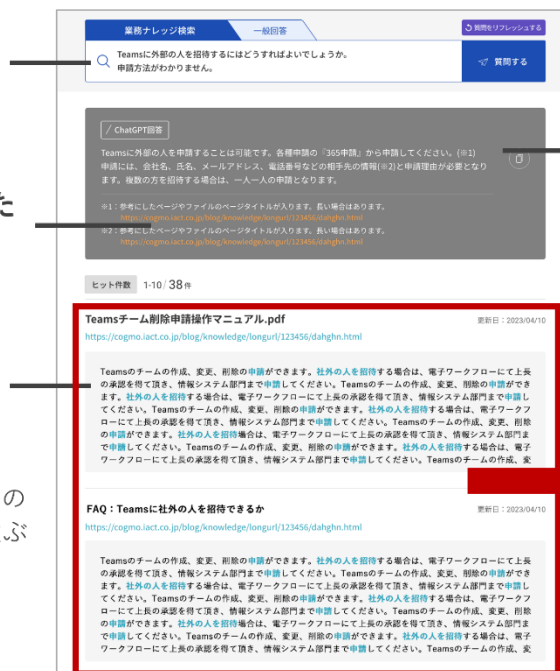 業務ナレッジ検索
一般回答
質問をリフレッシュする
Teamsに外部の人を招待するにはどうすればよいでしょうか。
申請方法がわかりません。
質問する
た
ChatGPT回答
Teamsに外部の人を申請することは可能です。各種申請の『365申請』から申請してください。(※1)
申請には、会社名、氏名、メールアドレス、電話番号などの相手先の情報(※2)と申請理由が必要となり
ます。複数の方を招待する場合は、一人一人の申請となります。
※1：参考にしたページやファイルのページタイトルが入ります。長い場合はあります。
https://cogmo.iact.co.jp/blog/knowledge/longurl/123456/dahghn.html
※2：参考にしたページやファイルのページタイトルが入ります。長い場合はあります。
https://cogmo.iact.co.jp/blog/knowledge/longurl/123456/dahghn.html
ヒット件数 1-10/38件
Teamsチーム削除申請操作マニュアル.pdf
更新日：2023/04/10
https://cogmo.iact.co.jp/blog/knowledge/longurl/123456/dahghn.html
Teamsのチームの作成、変更、削除の申請ができます。社外の人を招待する場合は、電子ワークフローにて上長
の承認を得て頂き、情報システム部門まで申請してください。Teamsのチームの作成、変更、削除の申請ができ
ます。社外の人を招待する場合は、電子ワークフローにて上長の承認を得て頂き、情報システム部門まで申請し
てください。Teamsのチームの作成、変更、削除の申請ができます。社外の人を招待する場合は、電子ワークフ
ローにて上長の承認を得て頂き、情報システム部門まで申請してください。Teamsのチームの作成、変更、削除
の申請ができます。社外の人を招待場合は、電子ワークフローにて上長の承認を得て頂き、情報システム部門ま
で申請してください。Teamsのチームの作成、変更、削除の申請ができます。社外の人を招待する場合は、電子
ワークフローにて上長の承認を得て頂き、情報システム部門まで申請してください。Teamsのチームの作成、変
の
ぶ
FAQ：Teamsに社外の人を招待できるか
更新日：2023/04/10
https://cogmo.iact.co.jp/blog/knowledge/longurl/123456/dahghn.html
Teamsのチームの作成、変更、削除の申請ができます。社外の人を招待する場合は、電子ワークフローにて上長
の承認を得て頂き、情報システム部門まで申請してください。Teamsのチームの作成、変更、削除の申請ができ
ます。社外の人を招待する場合は、電子ワークフローにて上長の承認を得て頂き、情報システム部門まで申請し
てください。Teamsのチームの作成、変更、削除の申請ができます。社外の人を招待する場合は、電子ワークフ
ローにて上長の承認を得て頂き、情報システム部門まで申請してください。Teamsのチームの作成、変更、削除
の申請ができます。社外の人を招待場合は、電子ワークフローにて上長の承認を得て頂き、情報システム部門ま
で申請してください。Teamsのチームの作成、変更、削除の申請ができます。社外の人を招待する場合は、電子
ワークフローにて上長の承認を得て頂き、情報システム部門まで申請してください。Teamsのチームの作成、変